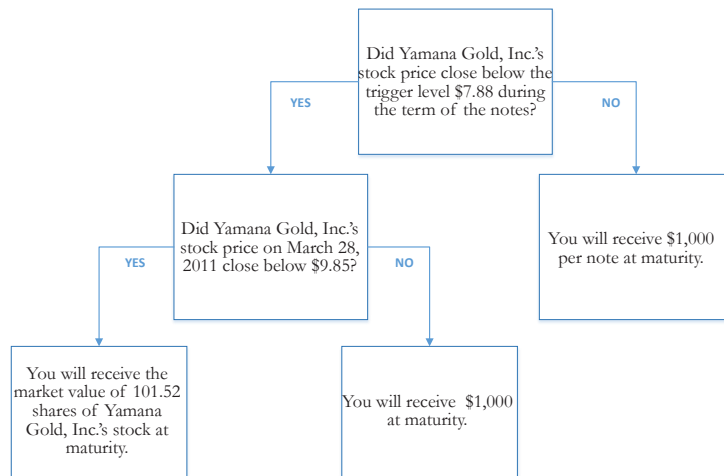 Did Yamana Gold, Inc.'s
stock price close below the
trigger level $7.88 during
the term of the notes?
YES
NO
Did Yamana Gold, Inc.'s
stock price on March 28,
2011 close below $9.85?
You will receive $1,000
per note at maturity.
YES
NO
You will receive the
market value of 101.52
shares of Yamana
Gold, Inc.'s stock at
maturity.
You will receive $1,000
at maturity.